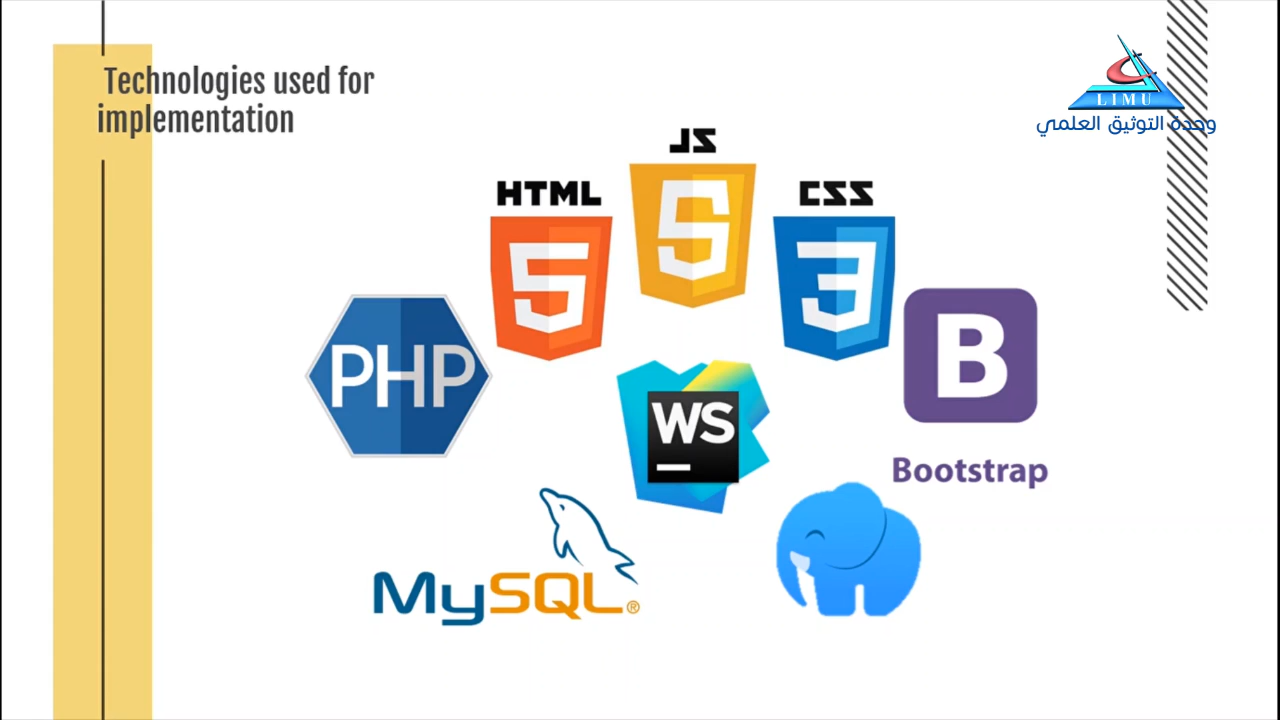 Technologies used for
implementation
LIMU
وحدة التوثيق العلمي
JS
HTML
CSS
5
5
3
PHP
B
WS
Bootstrap
MySQL®